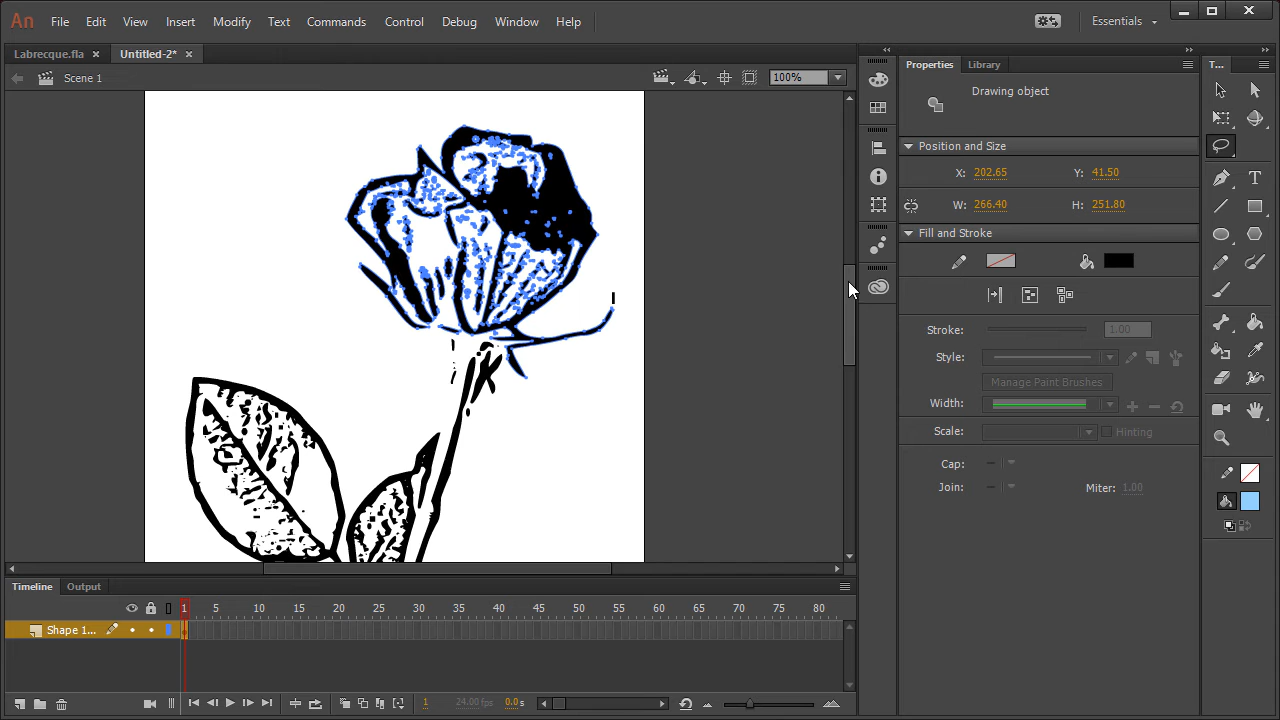 An File Edit View Insert Modify Text Commands Control Debug Window Help Essentials
Labrecque.fla Untitled-2*
Scene 1 100%
Properties Library T...
Drawing object
Position and Size
X: 202.65 Y: 41.50
W: 266.40 H: 251.80
Fill and Stroke
Stroke: 1.00
Style:
Manage Paint Brushes
Width:
Scale: Hinting
Cap:
Join: Miter: 1.00
Timeline Output
1 5 10 15 20 25 30 35 40 45 50 55 60 65 70 75 80
Shape 1...
1 24.00 fps 0.0 s